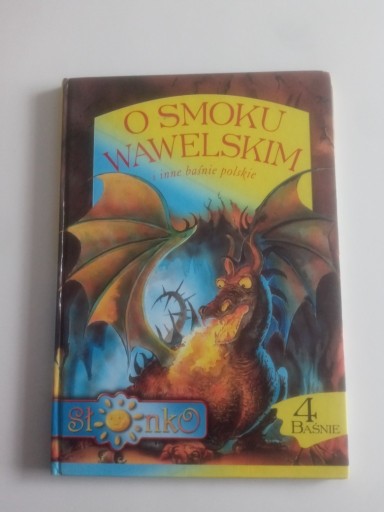 O SMOKU
WAWELSKIM
i inne baśnie polskie
słonko
4
BAŚNIE